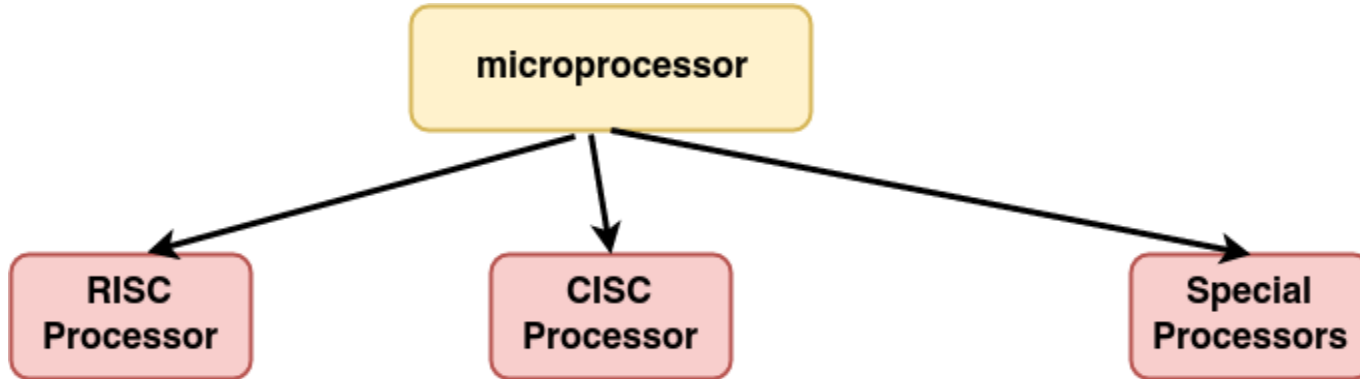 microprocessor
RISC
Processor
CISC
Processor
Special
Processors